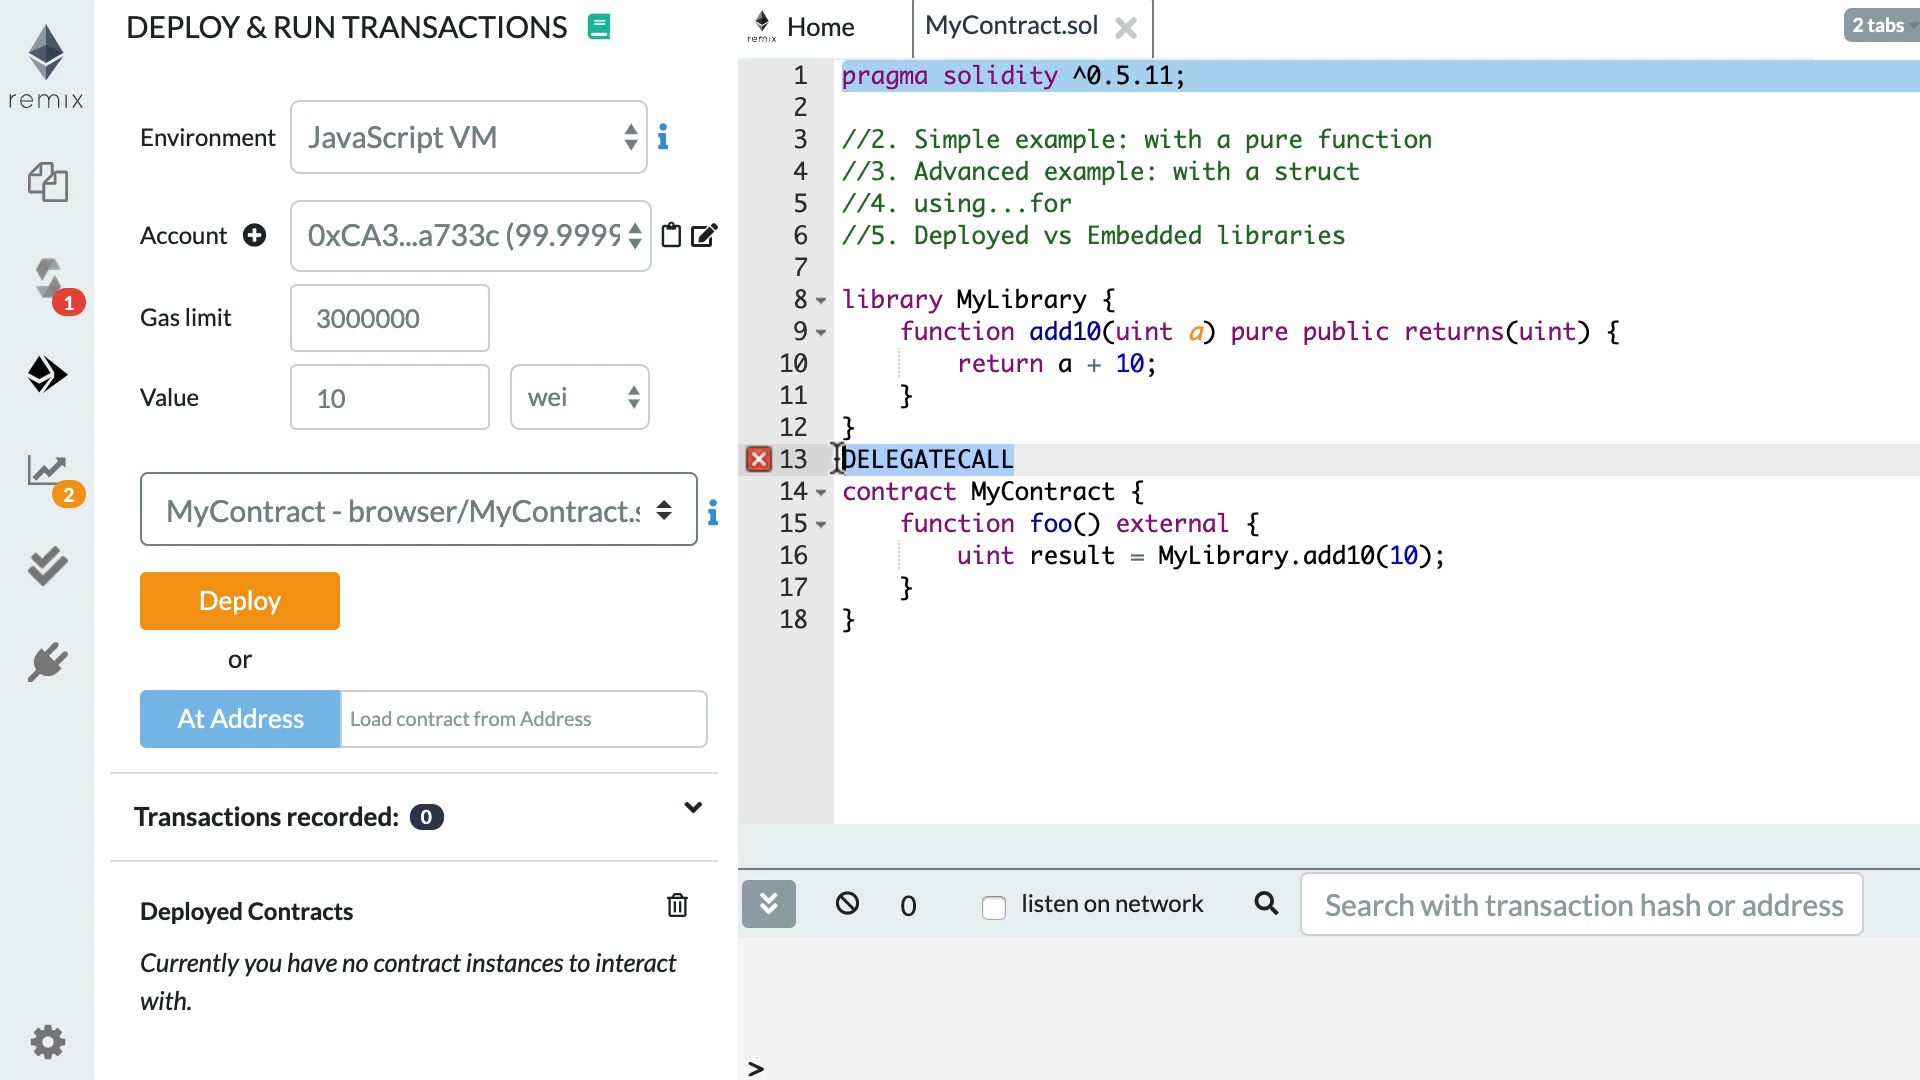 remix
1
2
DEPLOY & RUN TRANSACTIONS
Environment
JavaScript VM
Account
0xCA3...a733c (99.9999
Gas limit
3000000
Value
10
wei
MyContract - browser/MyContract.s
Deploy
or
At Address
Load contract from Address
Transactions recorded: 0
Deployed Contracts
Currently you have no contract instances to interact
with.
remix
Home
MyContract.sol
2 tabs
1 pragma solidity ^0.5.11;
2
3 //2. Simple example: with a pure function
4 //3. Advanced example: with a struct
5 //4. using...for
6 //5. Deployed vs Embedded libraries
7
8 library MyLibrary {
9 function add10(uint a) pure public returns(uint) {
10 return a + 10;
11 }
12 }
13 DELEGATECALL
14 contract MyContract {
15 function foo() external {
16 uint result = MyLibrary.add10(10);
17 }
18 }
0
listen on network
Search with transaction hash or address
>